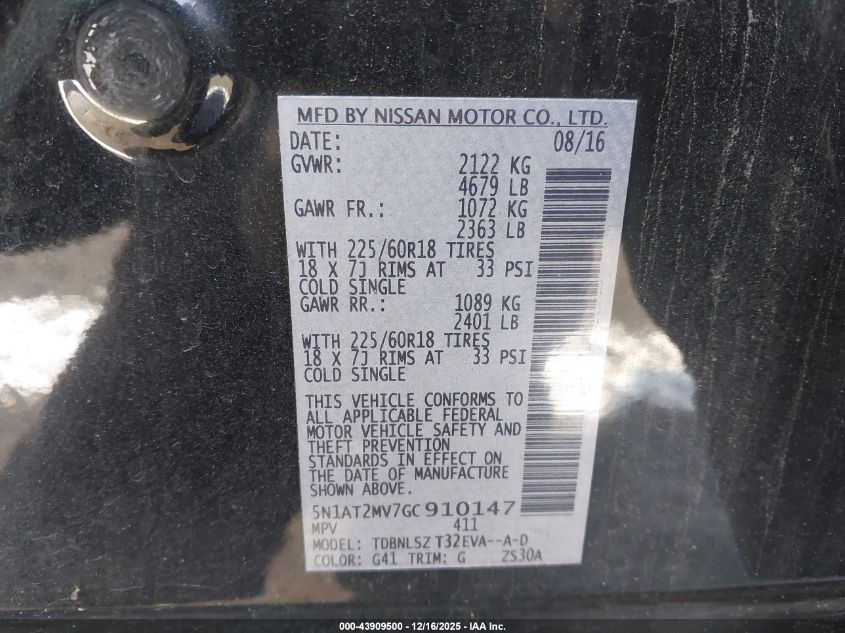 MFD BY NISSAN MOTOR CO., LTD.
DATE: 08/16
GVWR: 2122 KG
4679 LB
GAWR FR.: 1072 KG
2363 LB
WITH 225/60R18 TIRES
18 X 7J RIMS AT 33 PSI
COLD SINGLE
GAWR RR.: 1089 KG
2401 LB
WITH 225/60R18 TIRES
18 X 7J RIMS AT 33 PSI
COLD SINGLE
THIS VEHICLE CONFORMS TO
ALL APPLICABLE FEDERAL
MOTOR VEHICLE SAFETY AND
THEFT PREVENTION
STANDARDS IN EFFECT ON
THE DATE OF MANUFACTURE
SHOWN ABOVE.
5N1AT2MV7GC910147
MPV 411
MODEL: TDBNLSZ T32EVA--A-D
COLOR: G41 TRIM: G ZS30A
000-43909500 - 12/16/2025 - IAA Inc.